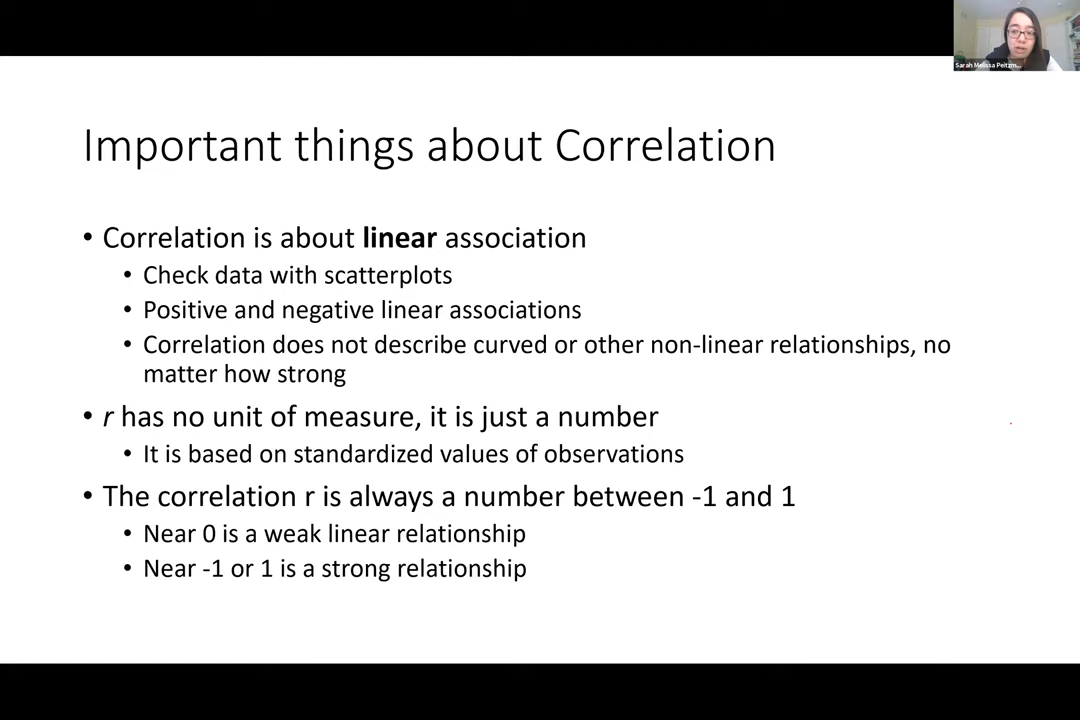 Sarah Melissa Peitzm...
Important things about Correlation
• Correlation is about linear association
• Check data with scatterplots
• Positive and negative linear associations
• Correlation does not describe curved or other non-linear relationships, no
matter how strong
• r has no unit of measure, it is just a number
• It is based on standardized values of observations
• The correlation r is always a number between -1 and 1
• Near 0 is a weak linear relationship
• Near -1 or 1 is a strong relationship